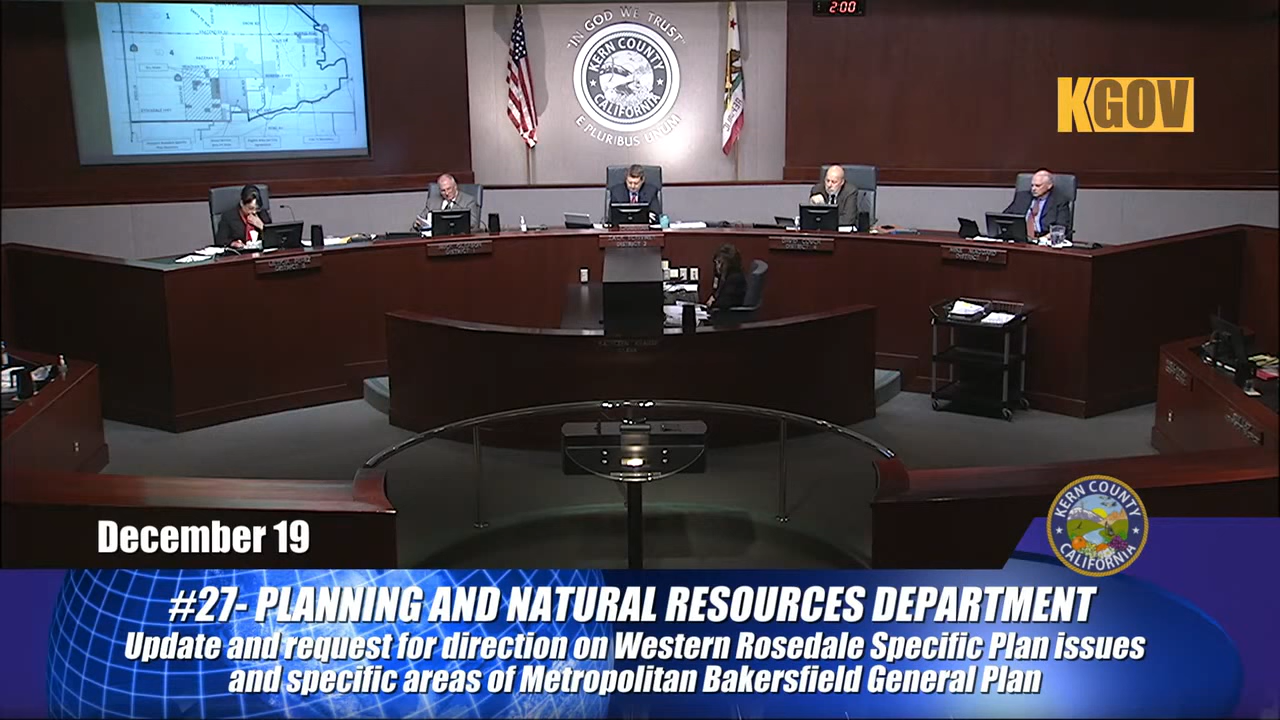 2:00
"IN GOD WE TRUST"
KERN COUNTY
CALIFORNIA
E PLURIBUS UNUM
KGOV
DISTRICT 2
December 19
KERN COUNTY
CALIFORNIA
#27- PLANNING AND NATURAL RESOURCES DEPARTMENT
Update and request for direction on Western Rosedale Specific Plan issues
and specific areas of Metropolitan Bakersfield General Plan